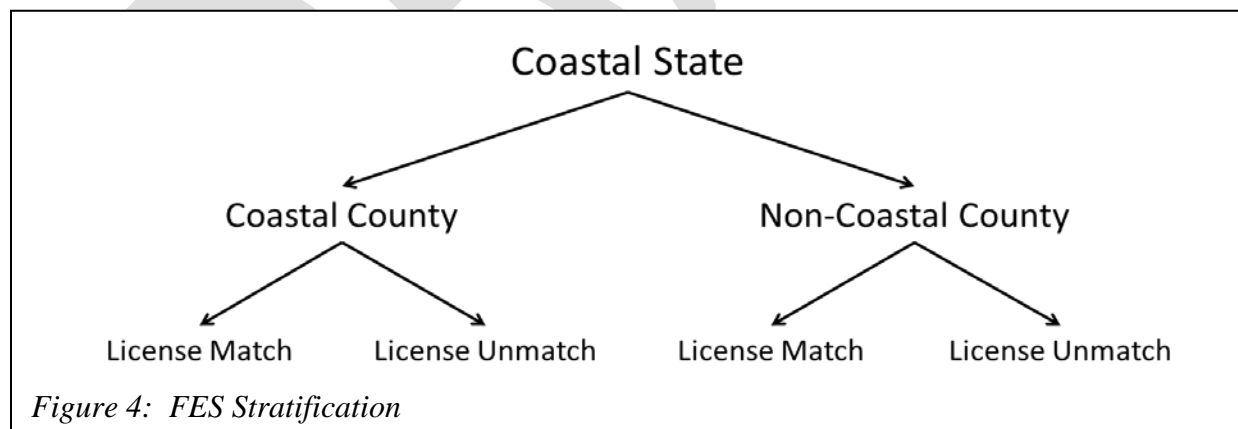 Coastal State
Coastal County Non-Coastal County
License Match License Unmatch License Match License Unmatch
Figure 4: FES Stratification